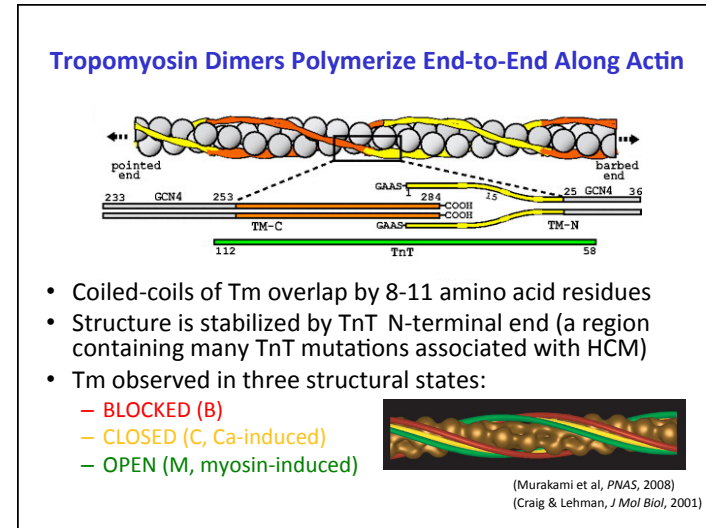 Tropomyosin Dimers Polymerize End-to-End Along Actin
pointed
end
barbed
end
233 GCN4 253 284 COOH
COOH
TM-C
GAAS 1 15 25 GCN4 36
GAAS TM-N
112 TnT 58
• Coiled-coils of Tm overlap by 8-11 amino acid residues
• Structure is stabilized by TnT N-terminal end (a region
containing many TnT mutations associated with HCM)
• Tm observed in three structural states:
– BLOCKED (B)
– CLOSED (C, Ca-induced)
– OPEN (M, myosin-induced)
(Murakami et al, PNAS, 2008)
(Craig & Lehman, J Mol Biol, 2001)